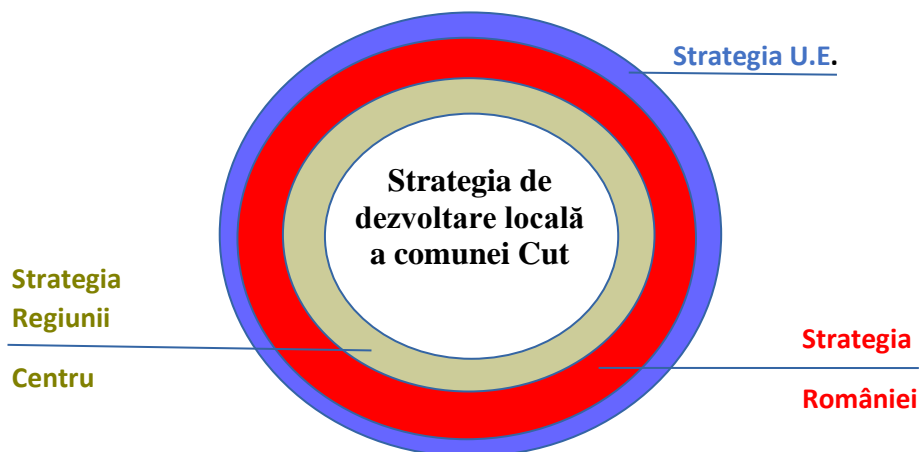 Strategia U.E.
Strategia de
dezvoltare locală
a comunei Cut
Strategia
Regiunii
Centru
Strategia
României